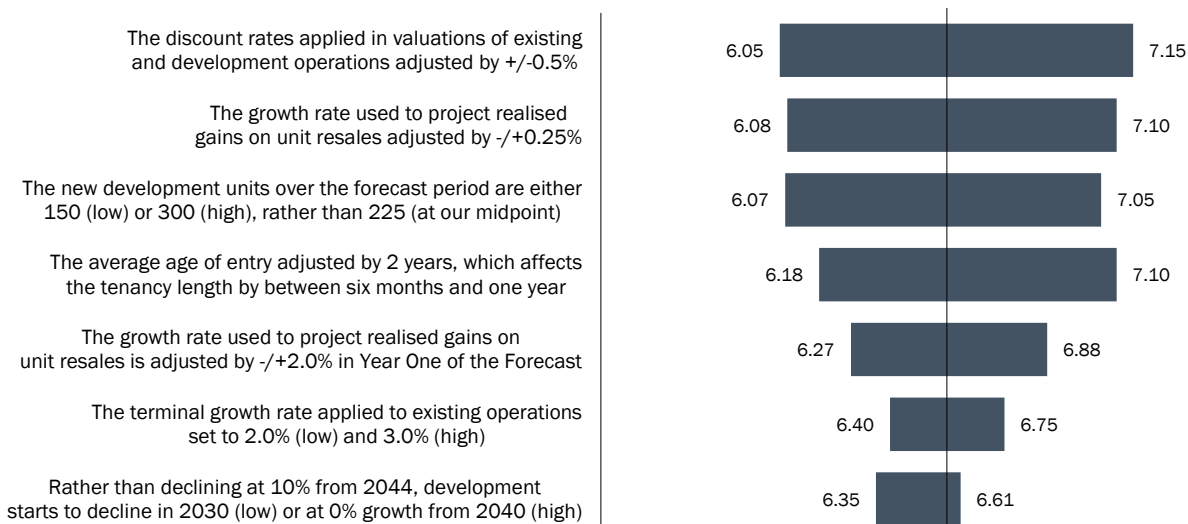 The discount rates applied in valuations of existing
and development operations adjusted by +/-0.5%
6.05
7.15
The growth rate used to project realised
gains on unit resales adjusted by -/+0.25%
6.08
7.10
The new development units over the forecast period are either
150 (low) or 300 (high), rather than 225 (at our midpoint)
6.07
7.05
The average age of entry adjusted by 2 years, which affects
the tenancy length by between six months and one year
6.18
7.10
The growth rate used to project realised gains on
unit resales is adjusted by -/+2.0% in Year One of the Forecast
6.27
6.88
The terminal growth rate applied to existing operations
set to 2.0% (low) and 3.0% (high)
6.40
6.75
Rather than declining at 10% from 2044, development
starts to decline in 2030 (low) or at 0% growth from 2040 (high)
6.35
6.61